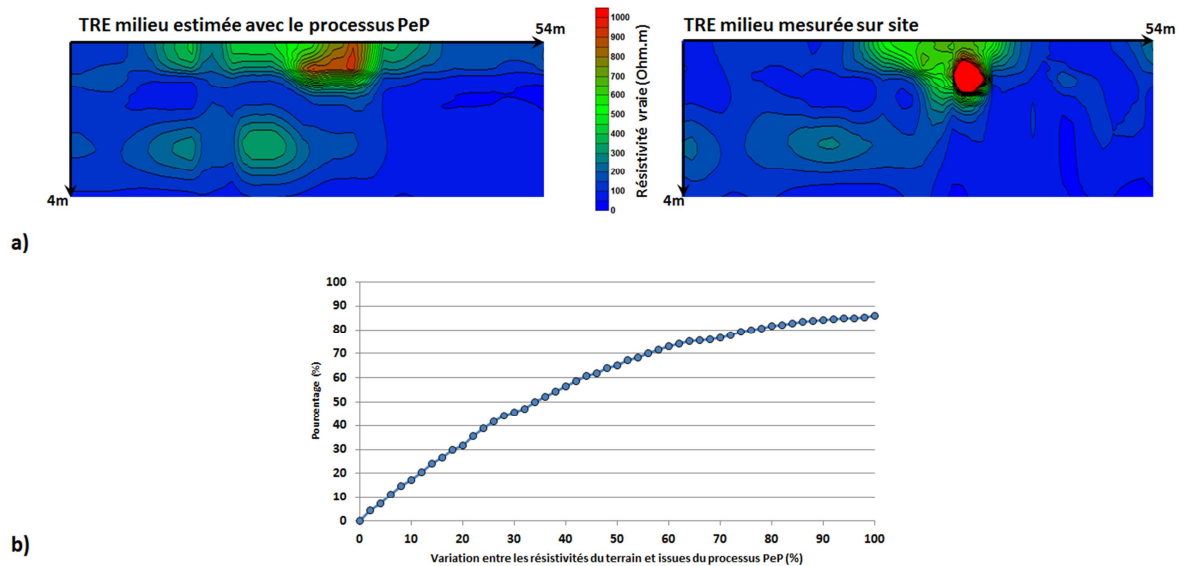 TRE milieu estimée avec le processus PeP
54m
4m
1000
900
800
700
600
500
400
300
200
100
0
Résistivité vraie (Ohm.m)
TRE milieu mesurée sur site
54m
4m
a)
100
90
80
70
60
50
40
30
20
10
0
Pourcentage (%)
0 10 20 30 40 50 60 70 80 90 100
Variation entre les résistivités du terrain et issues du processus PeP (%)
b)